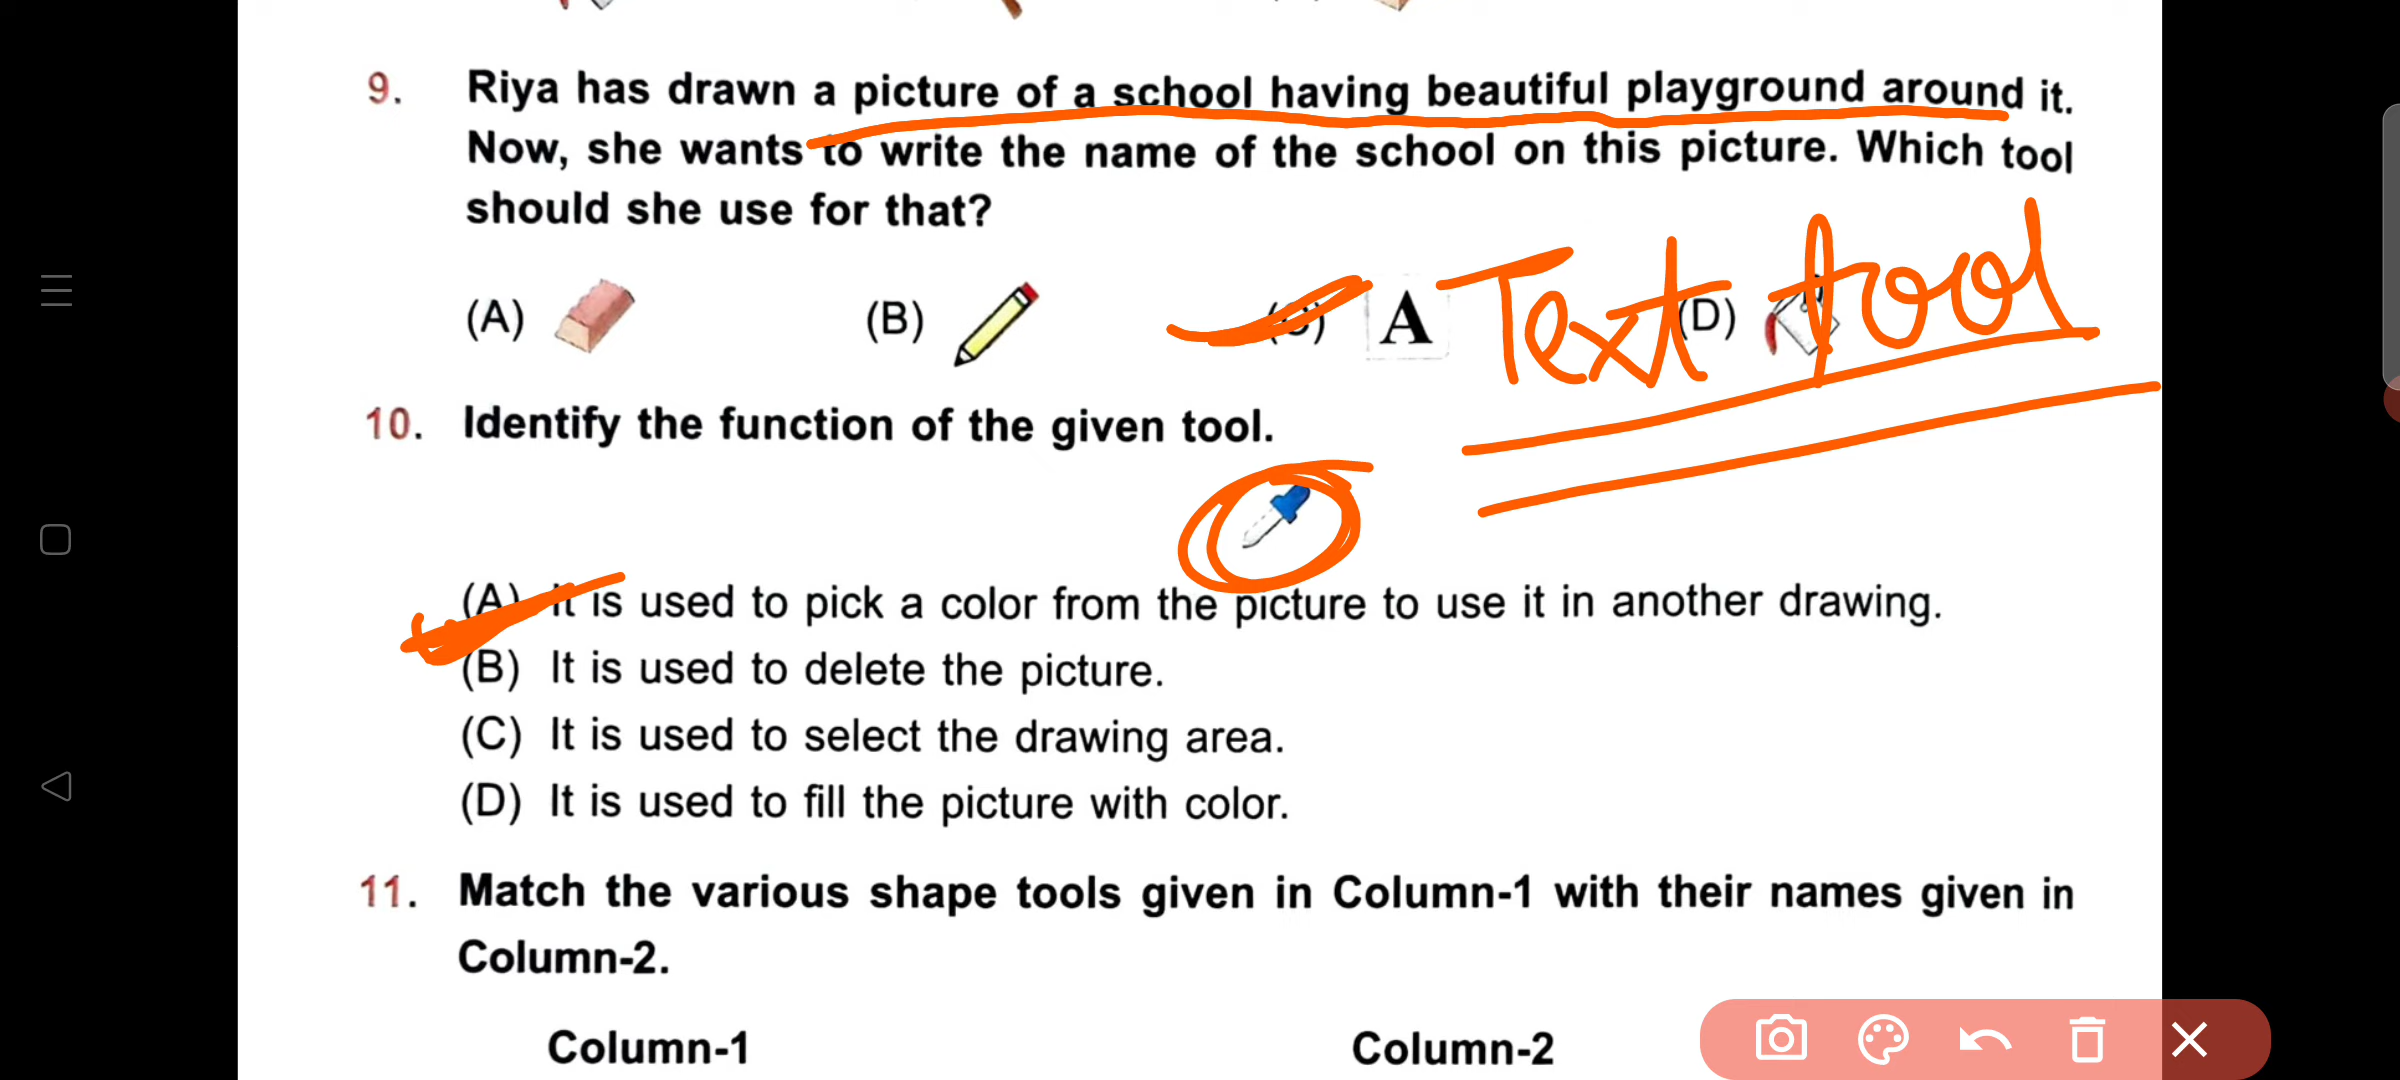 9. Riya has drawn a picture of a school having beautiful playground around it.
Now, she wants to write the name of the school on this picture. Which tool
should she use for that?
(A) (B) (C) A Text tool (D)
10. Identify the function of the given tool.
(A) It is used to pick a color from the picture to use it in another drawing.
(B) It is used to delete the picture.
(C) It is used to select the drawing area.
(D) It is used to fill the picture with color.
11. Match the various shape tools given in Column-1 with their names given in
Column-2.
Column-1 Column-2